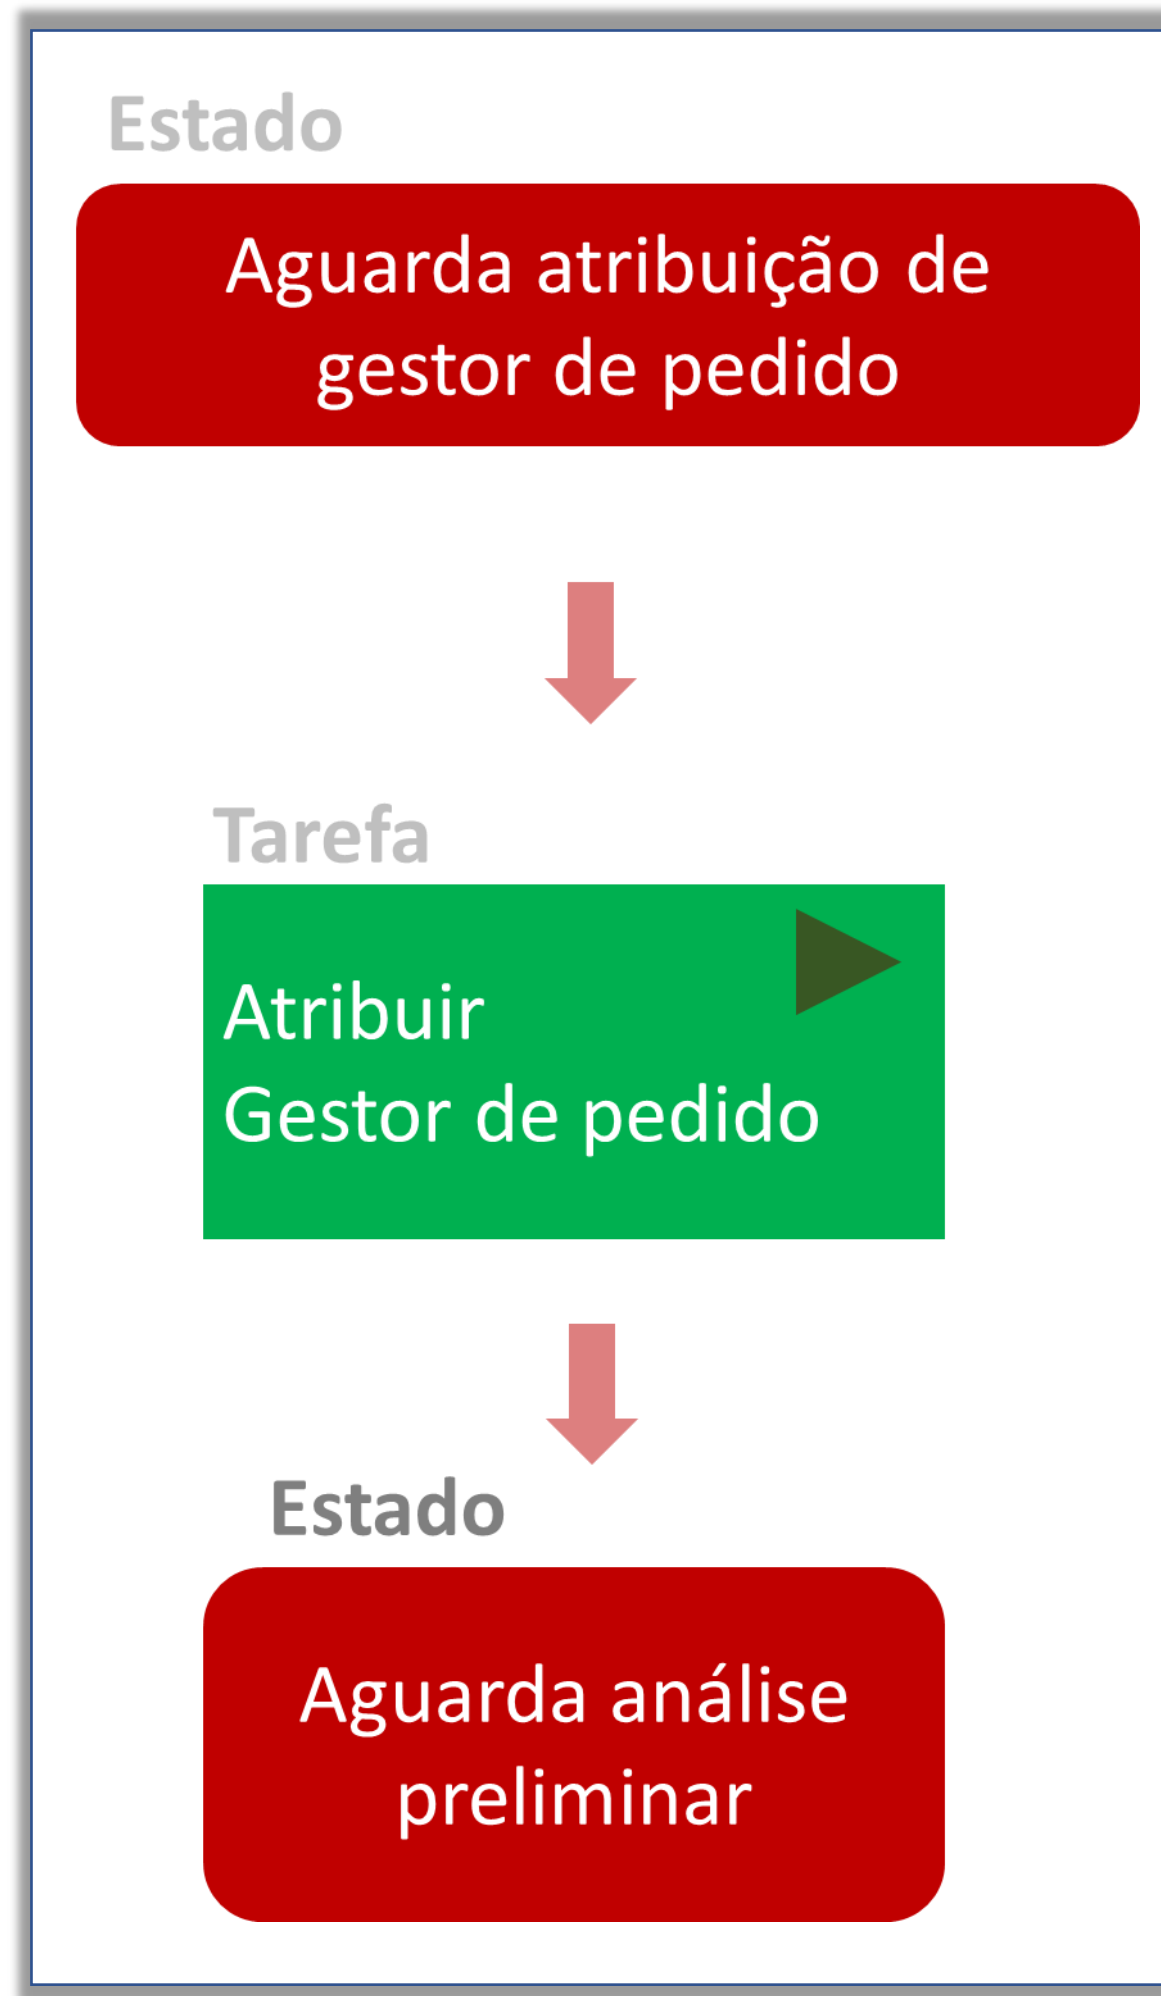 Estado
Aguarda atribuição de
gestor de pedido
Tarefa
Atribuir
Gestor de pedido
Estado
Aguarda análise
preliminar